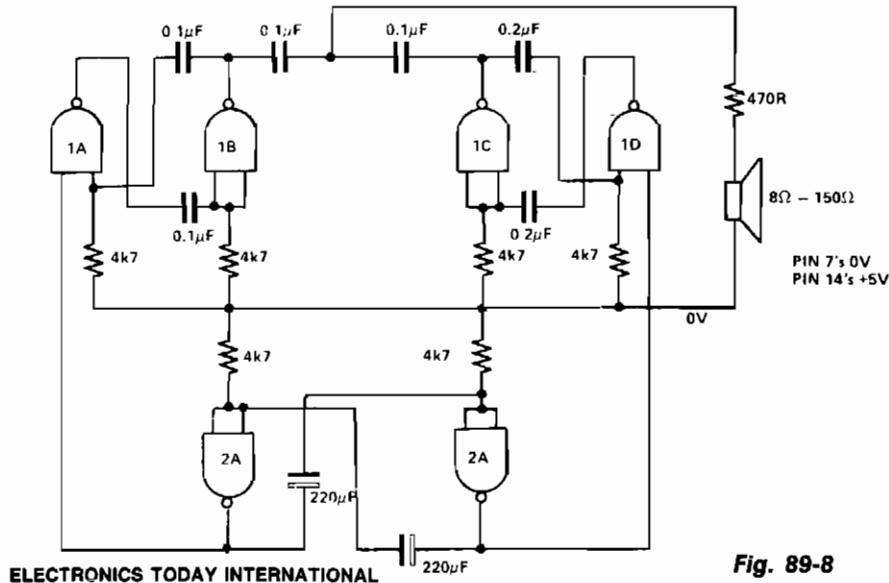 0 1µF
0 1µF
0.1µF
0.2µF
470R
1A
1B
1C
1D
8Ω – 150Ω
0.1µF
0 2µF
4k7
4k7
4k7
4k7
PIN 7's 0V
PIN 14's +5V
0V
4k7
4k7
2A
2A
220µF
220µF
ELECTRONICS TODAY INTERNATIONAL
Fig. 89-8